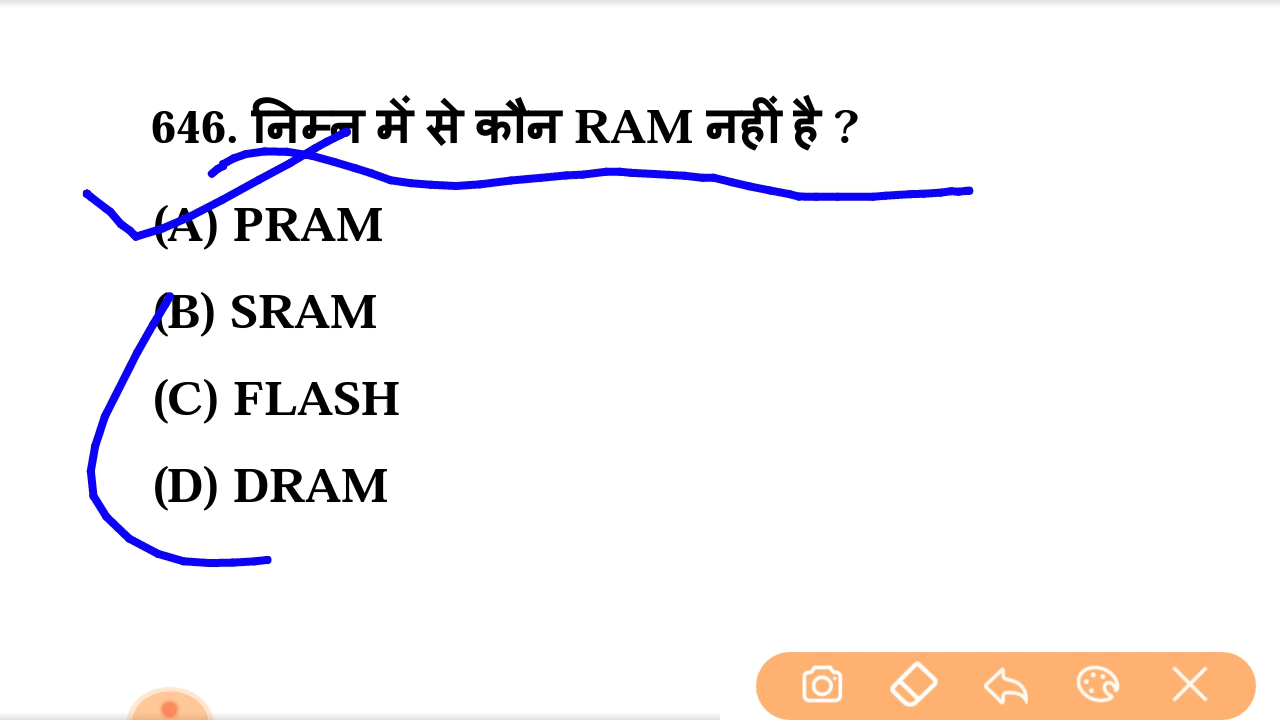 646. निम्न में से कौन RAM नहीं है ?
(A) PRAM
(B) SRAM
(C) FLASH
(D) DRAM